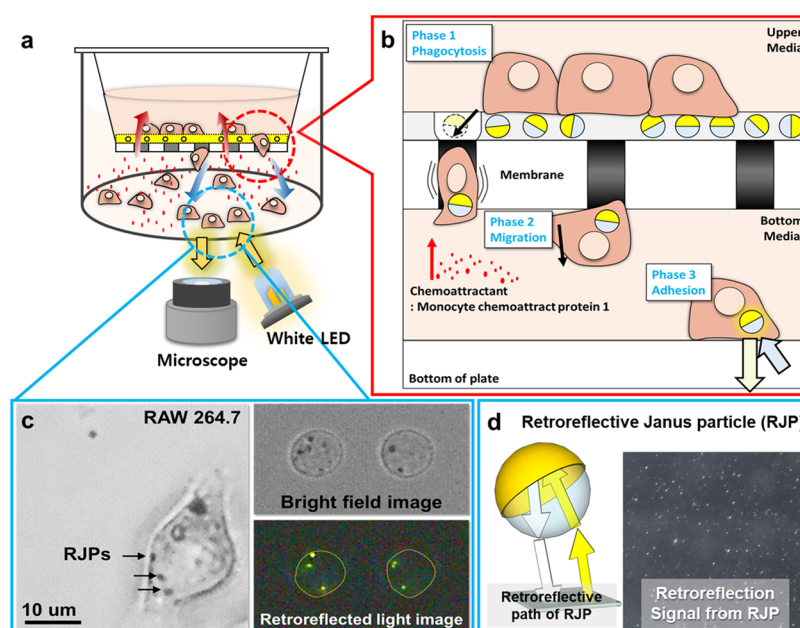 a
Microscope
White LED
b
Phase 1
Phagocytosis
Upper
Media
Membrane
Phase 2
Migration
Bottom
Media
Phase 3
Adhesion
Chemoattractant
: Monocyte chemoattract protein 1
Bottom of plate
c
RAW 264.7
RJPs
10 um
Bright field image
Retroreflected light image
d
Retroreflective Janus particle (RJP)
Retroreflective
path of RJP
Retroreflection
Signal from RJP